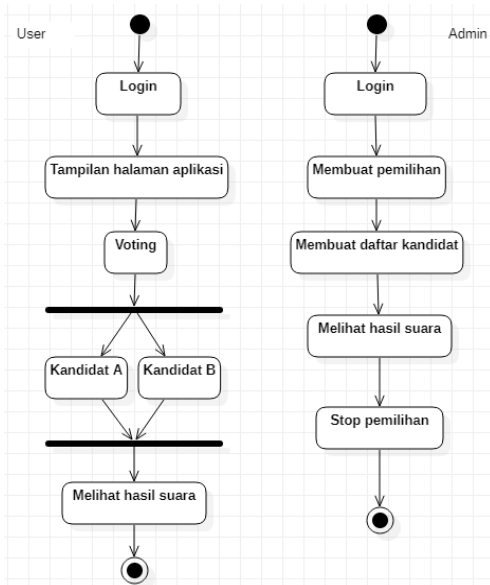 User
Login
Tampilan halaman aplikasi
Voting
Kandidat A
Kandidat B
Melihat hasil suara
Admin
Login
Membuat pemilihan
Membuat daftar kandidat
Melihat hasil suara
Stop pemilihan